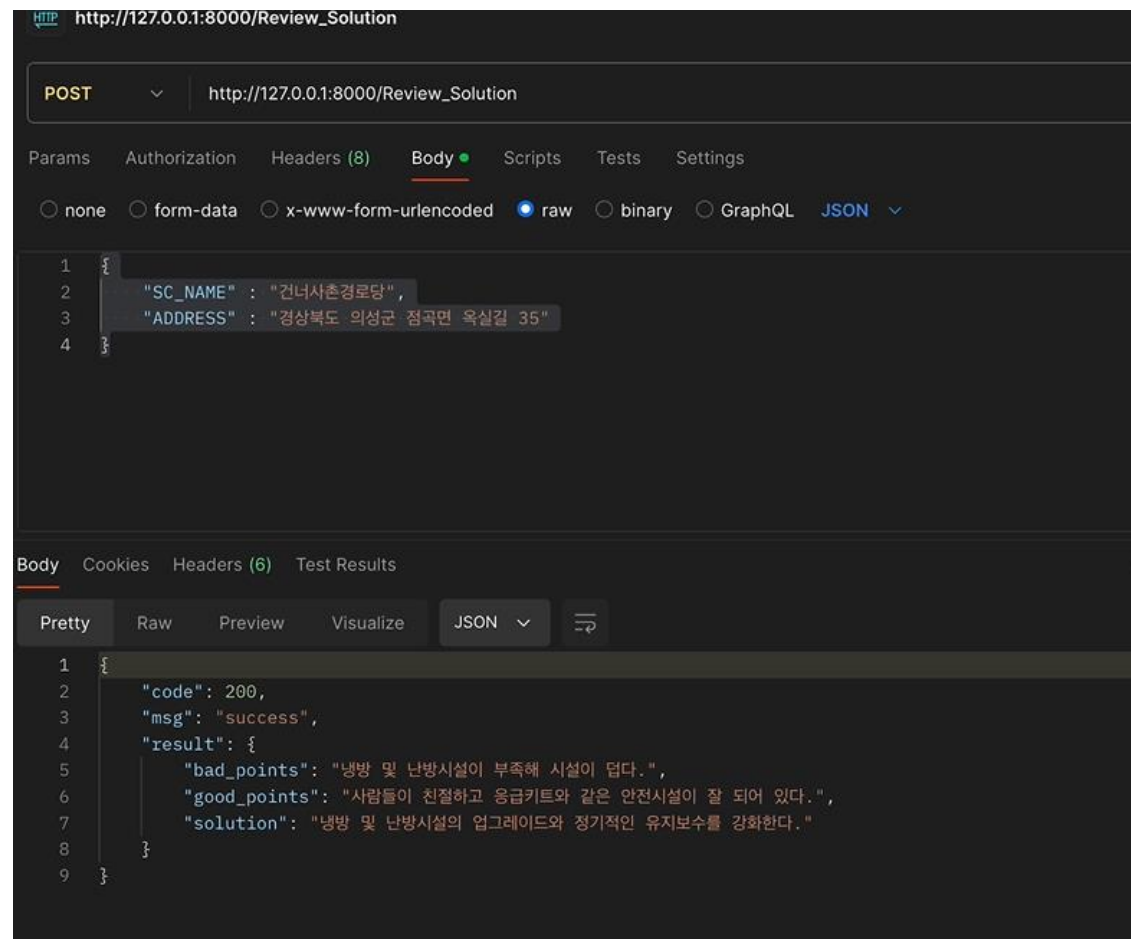 HTTP http://127.0.0.1:8000/Review_Solution
POST http://127.0.0.1:8000/Review_Solution
Params Authorization Headers (8) Body Scripts Tests Settings
none form-data x-www-form-urlencoded raw binary GraphQL JSON
1 {
2 "SC_NAME" : "건너사촌경로당",
3 "ADDRESS" : "경상북도 의성군 점곡면 옥실길 35"
4 }
Body Cookies Headers (6) Test Results
Pretty Raw Preview Visualize JSON
1 {
2 "code": 200,
3 "msg": "success",
4 "result": {
5 "bad_points": "냉방 및 난방시설이 부족해 시설이 덥다.",
6 "good_points": "사람들이 친절하고 응급키트와 같은 안전시설이 잘 되어 있다.",
7 "solution": "냉방 및 난방시설의 업그레이드와 정기적인 유지보수를 강화한다."
8 }
9 }